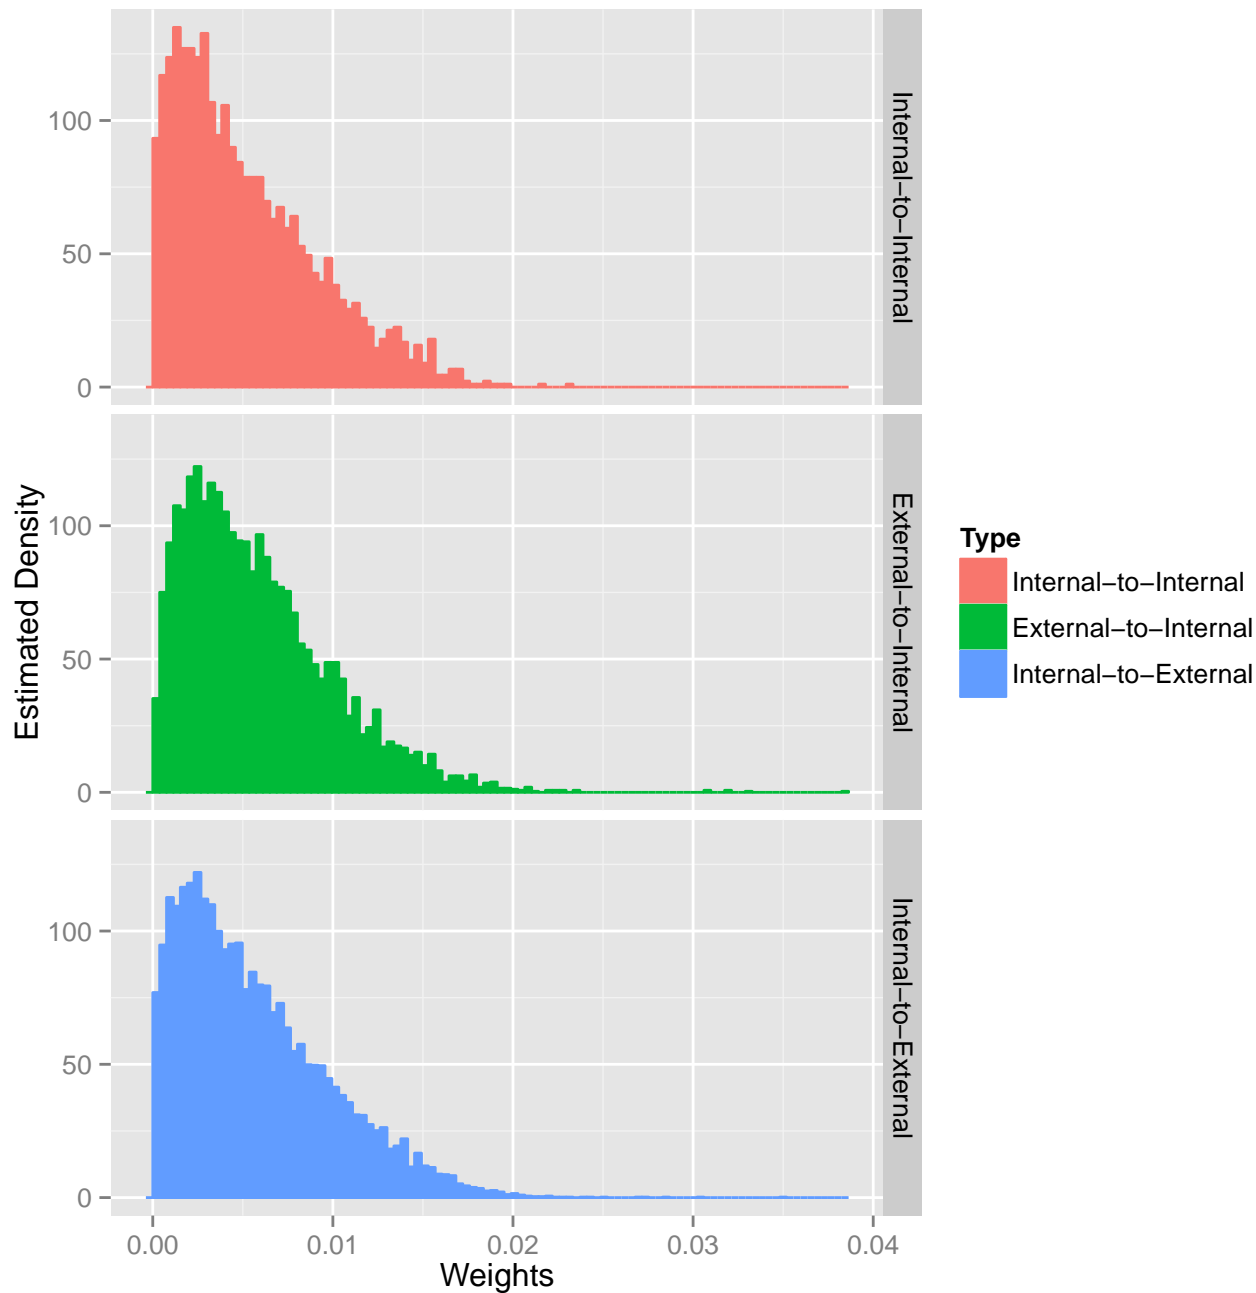 Estimated Density
100
50
0
Internal−to−Internal
100
50
0
External−to−Internal
100
50
0
Internal−to−External
0.00
0.01
0.02
0.03
0.04
Weights
Type
Internal−to−Internal
External−to−Internal
Internal−to−External